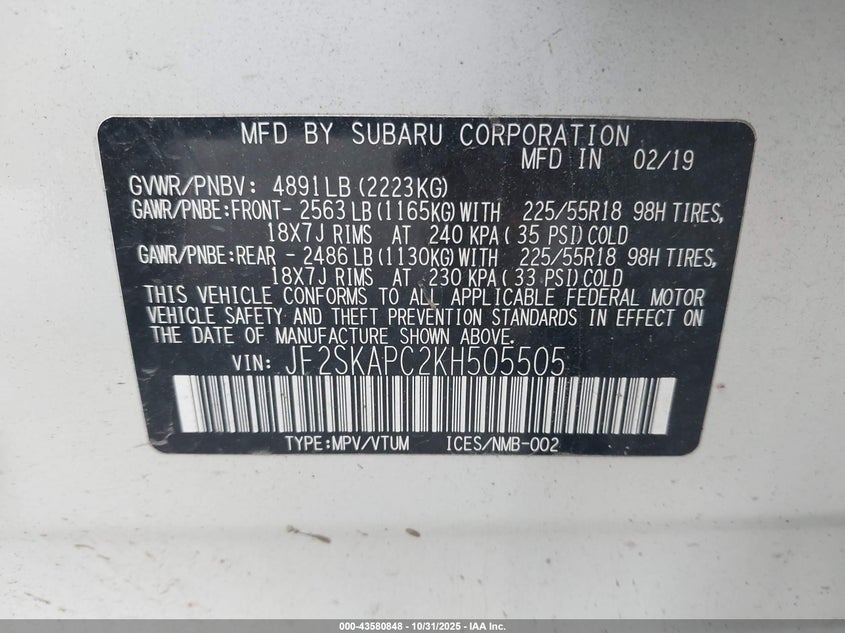 MFD BY SUBARU CORPORATION
MFD IN 02/19
GVWR/PNBV: 4891LB(2223KG)
GAWR/PNBE:FRONT- 2563LB(1165KG)WITH 225/55R18 98H TIRES,
18X7J RIMS AT 240 KPA( 35 PSI)COLD
GAWR/PNBE:REAR - 2486LB(1130KG)WITH 225/55R18 98H TIRES,
18X7J RIMS AT 230 KPA( 33 PSI)COLD
THIS VEHICLE CONFORMS TO ALL APPLICABLE FEDERAL MOTOR
VEHICLE SAFETY AND THEFT PREVENTION STANDARDS IN EFFECT ON
THE DATE OF MANUFACTURE SHOWN ABOVE.
VIN: JF2SKAPC2KH505505
TYPE:MPV/VTUM ICES/NMB-002
000-43580848 - 10/31/2025 - IAA Inc.